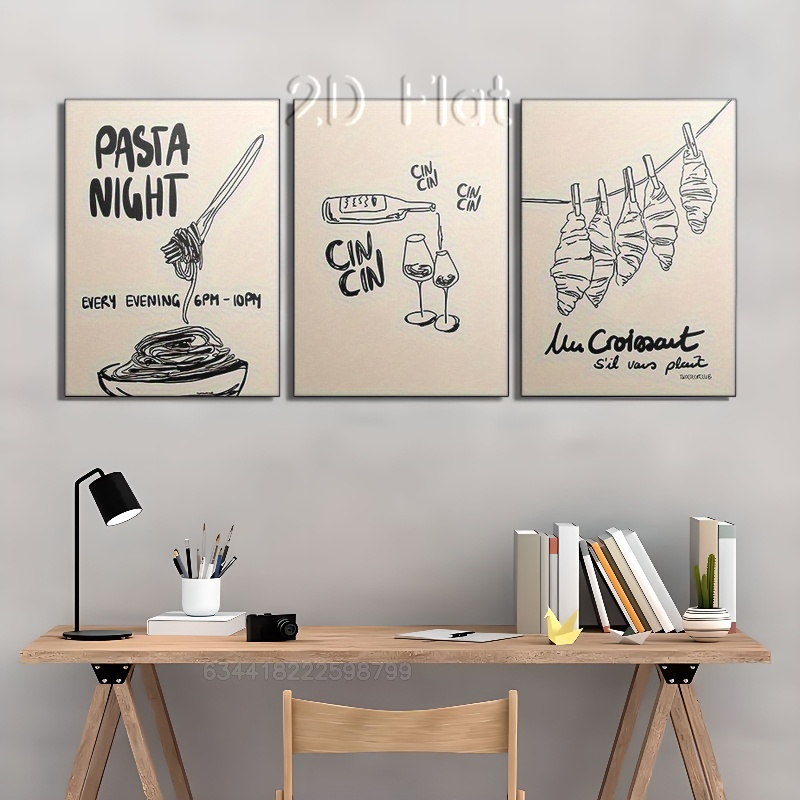 2D Flat
PASTA
NIGHT
EVERY EVENING 6PM - 10PM
CIN
CIN
CIN
CIN
CIN
CIN
Un Croissant
s'il vous plaît
634418222598799